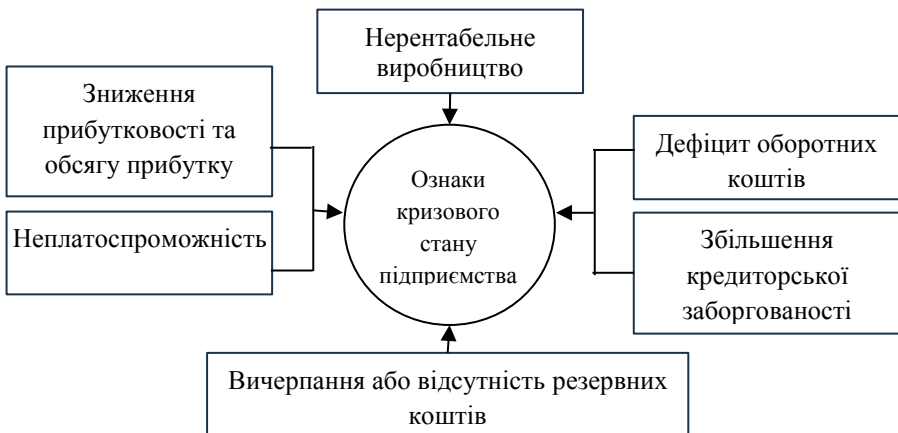 Нерентабельне
виробництво
Зниження
прибутковості та
обсягу прибутку
Неплатоспроможність
Ознаки
кризового
стану
підприємства
Дефіцит оборотних
коштів
Збільшення
кредиторської
заборгованості
Вичерпання або відсутність резервних
коштів